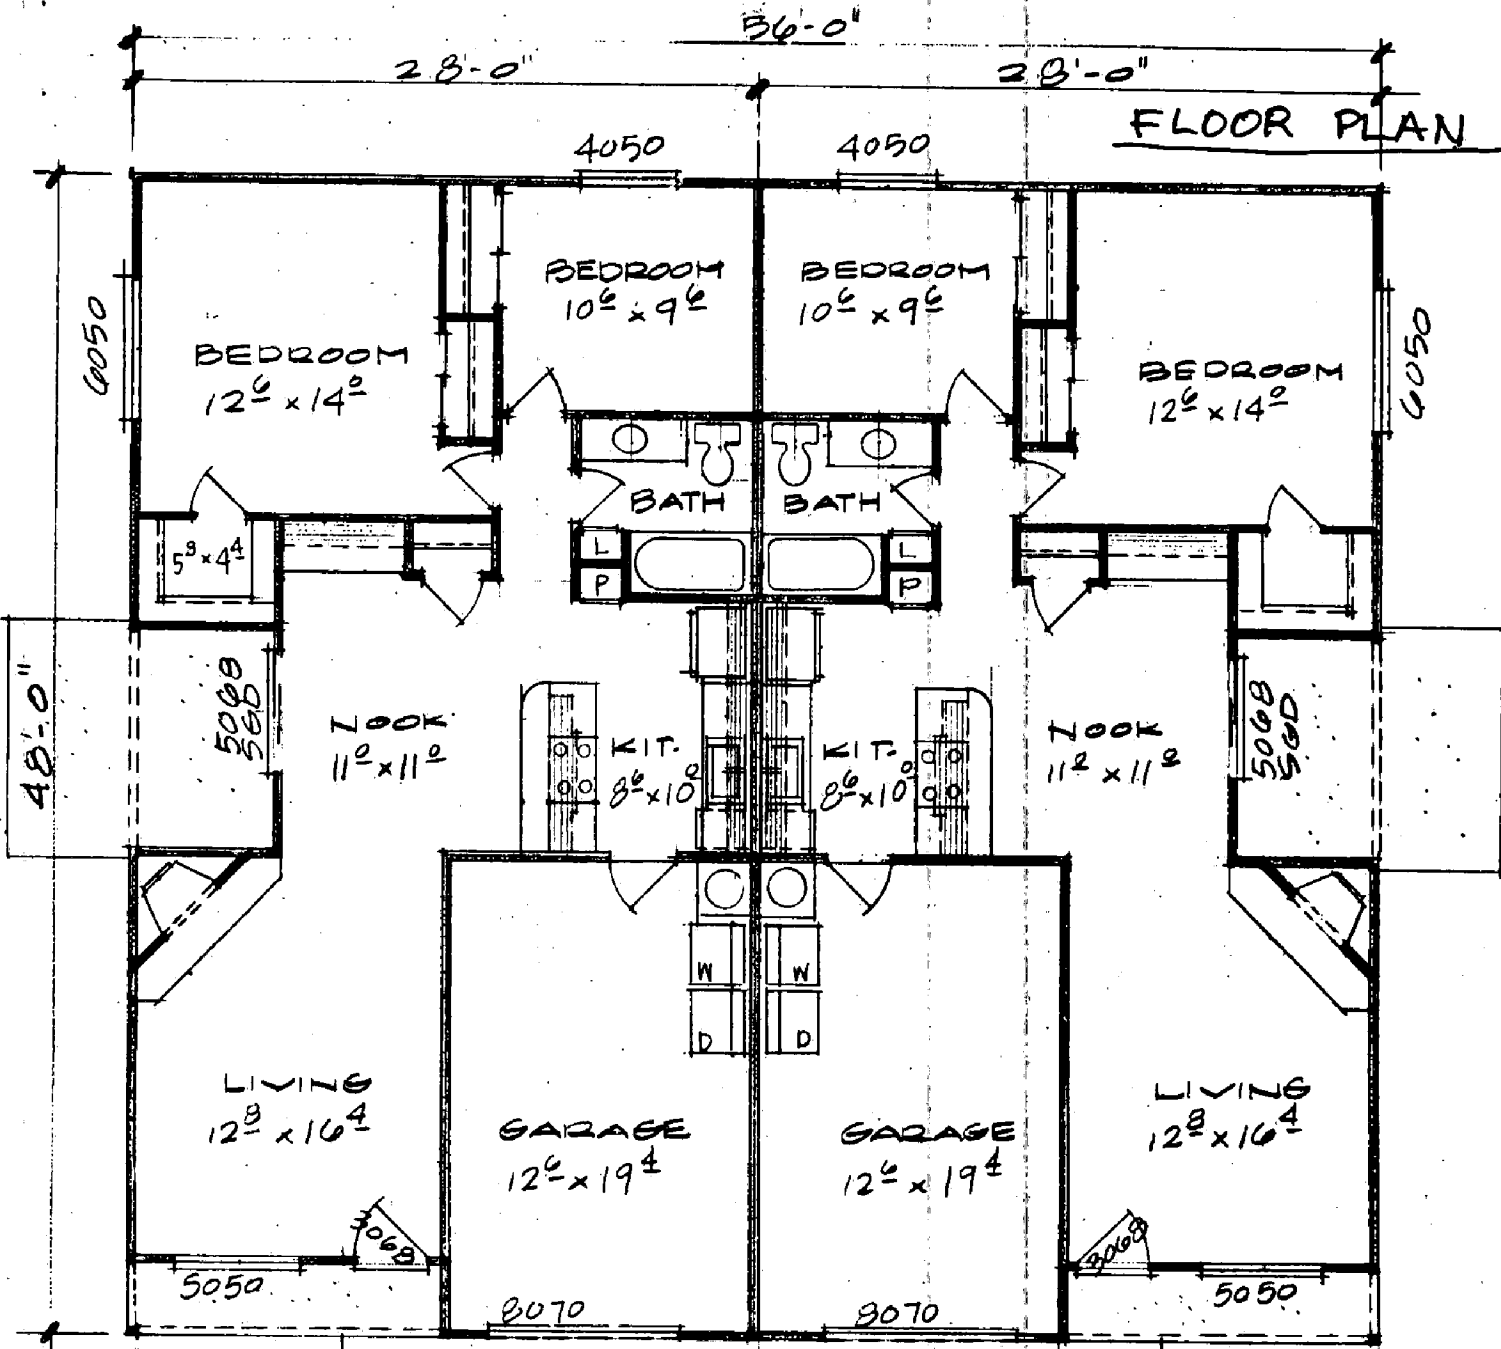 56'-0"
28'-0"
28'-0"
FLOOR PLAN
4050
4050
BEDROOM
10⁶ x 9⁶
BEDROOM
10⁶ x 9⁶
6050
BEDROOM
12⁶ x 14⁰
BEDROOM
12⁶ x 14⁰
6050
BATH
BATH
5⁸ x 4⁴
L
P
L
P
48'-0"
5068
SGD
NOOK
11⁰ x 11⁰
KIT.
8⁶ x 10⁰
KIT.
8⁶ x 10⁰
NOOK
11⁰ x 11⁰
5068
SGD
W
W
D
D
LIVING
12⁸ x 16⁴
GARAGE
12⁶ x 19⁴
GARAGE
12⁶ x 19⁴
LIVING
12⁸ x 16⁴
3068
3068
5050
8070
8070
5050